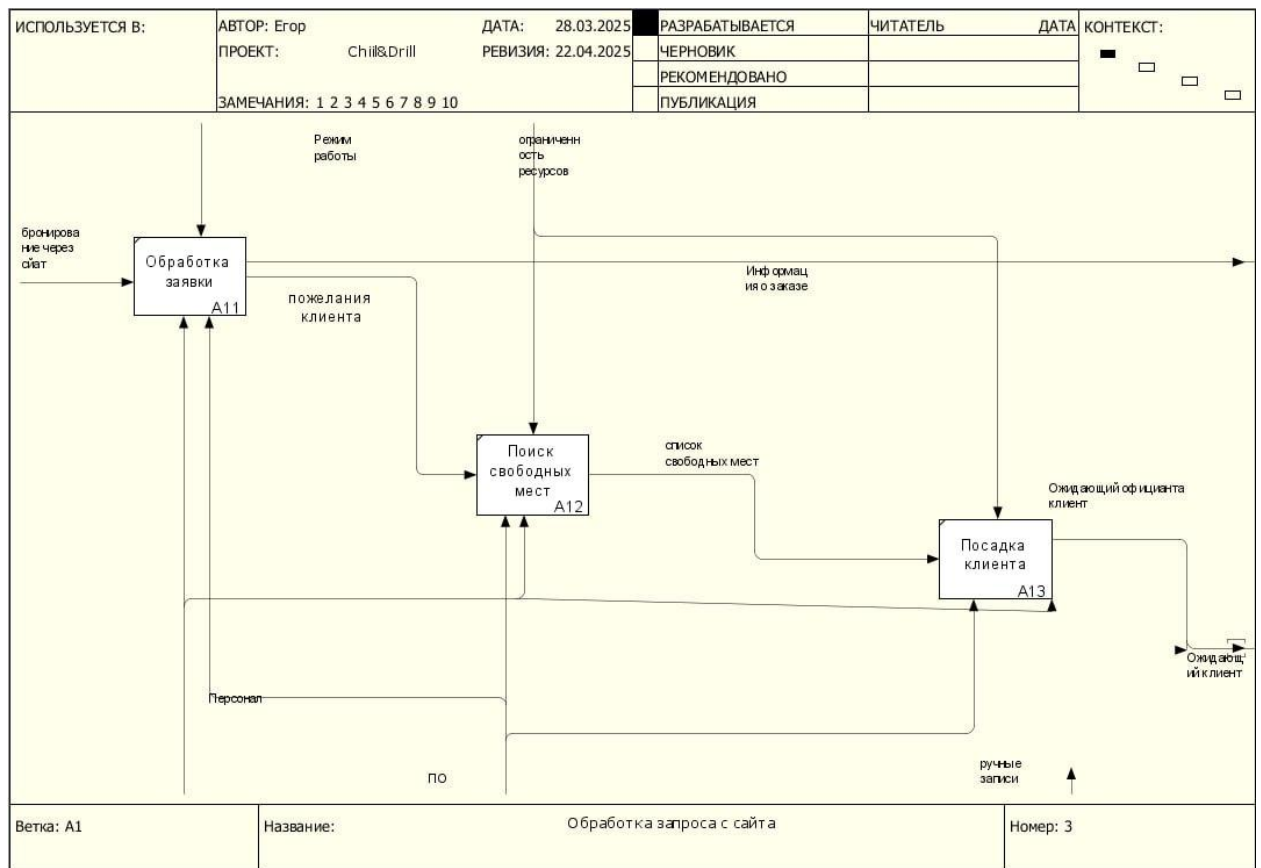 ИСПОЛЬЗУЕТСЯ В:
АВТОР: Егор
ДАТА: 28.03.2025
РАЗРАБАТЫВАЕТСЯ
ЧИТАТЕЛЬ
ДАТА
КОНТЕКСТ:
ПРОЕКТ: Chiil&Drill
РЕВИЗИЯ: 22.04.2025
ЧЕРНОВИК
РЕКОМЕНДОВАНО
ЗАМЕЧАНИЯ: 1 2 3 4 5 6 7 8 9 10
ПУБЛИКАЦИЯ
Режим
работы
ограниченн
ость
ресурсов
бронирова
ние через
сйат
Обработка
заявки
A11
Информац
ия о заказе
пожелания
клиента
Поиск
свободных
мест
A12
список
свободных мест
Ожидающий официанта
клиент
Посадка
клиента
A13
Ожидающ
ий клиент
Персонал
ПО
ручные
записи
Ветка: A1
Название:
Обработка запроса с сайта
Номер: 3